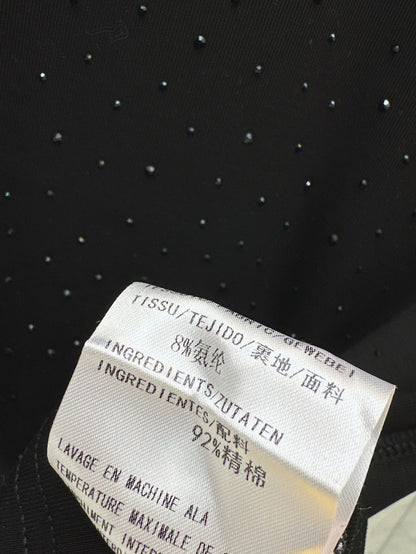 TISSU/TEJIDO/裏地/面料
8%氨纶
INGREDIENTS/ZUTATEN
INGREDIENTES/配料
92%精棉
LAVAGE EN MACHINE ALA
TEMPERATURE MAXIMALE DE